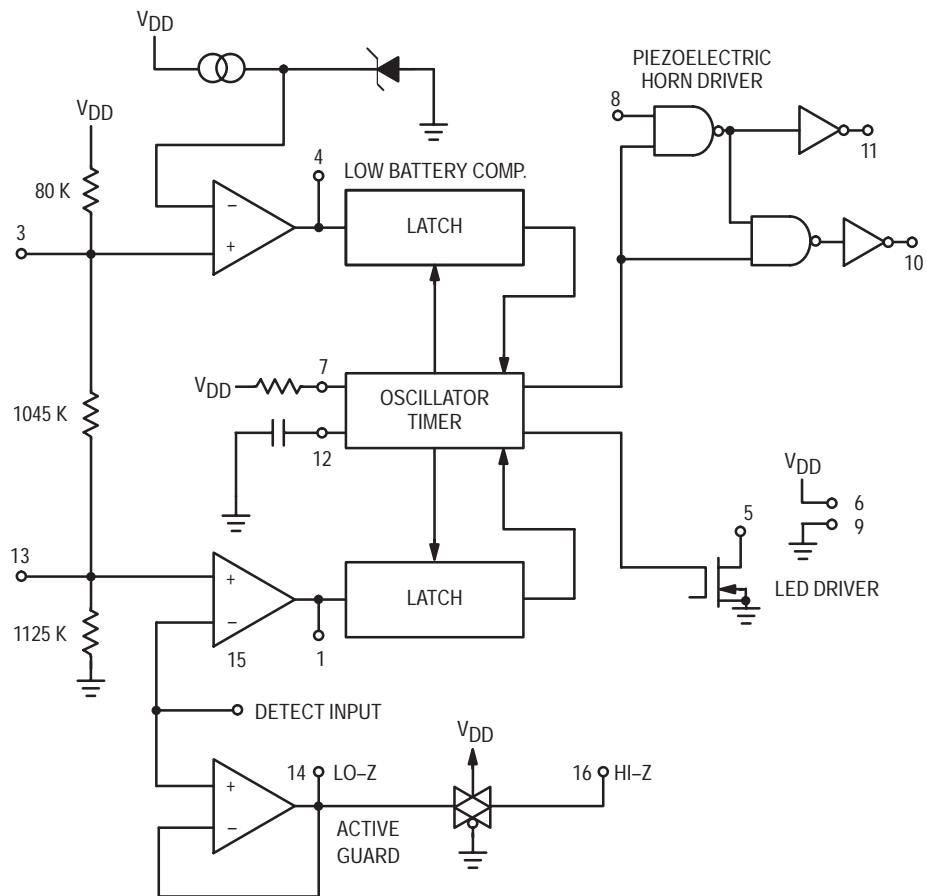 VDD
PIEZOELECTRIC
HORN DRIVER
8
VDD
11
4
LOW BATTERY COMP.
80 K
–
LATCH
3
+
10
7
VDD
OSCILLATOR
TIMER
1045 K
12
VDD
6
5
9
13
+
LATCH
LED DRIVER
–
1125 K
15
1
DETECT INPUT
VDD
14 LO–Z
16 HI–Z
+
–
ACTIVE
GUARD